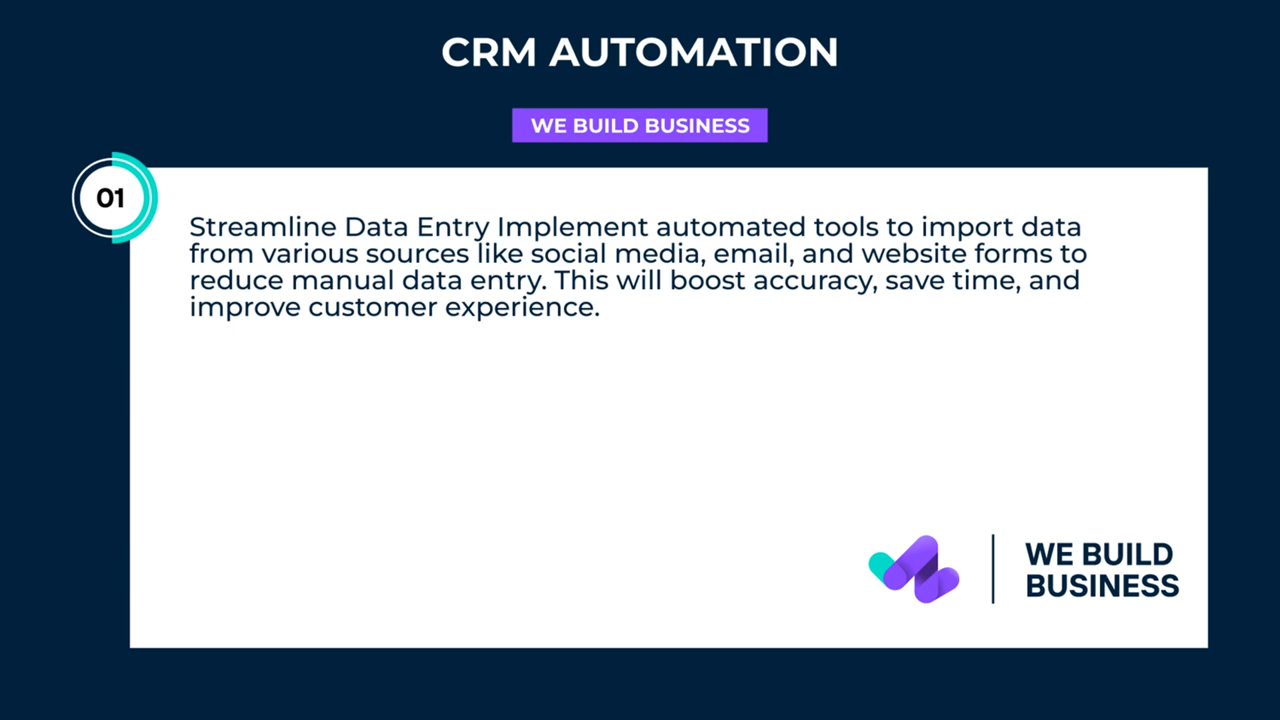 CRM AUTOMATION
WE BUILD BUSINESS
01
Streamline Data Entry Implement automated tools to import data
from various sources like social media, email, and website forms to
reduce manual data entry. This will boost accuracy, save time, and
improve customer experience.
WE BUILD
BUSINESS